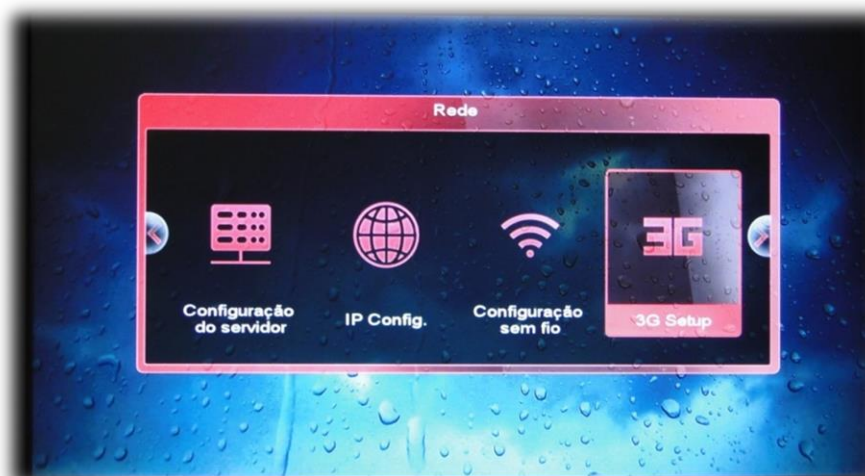 Rede
3G
Configuração
do servidor
IP Config.
Configuração
sem fio
3G Setup